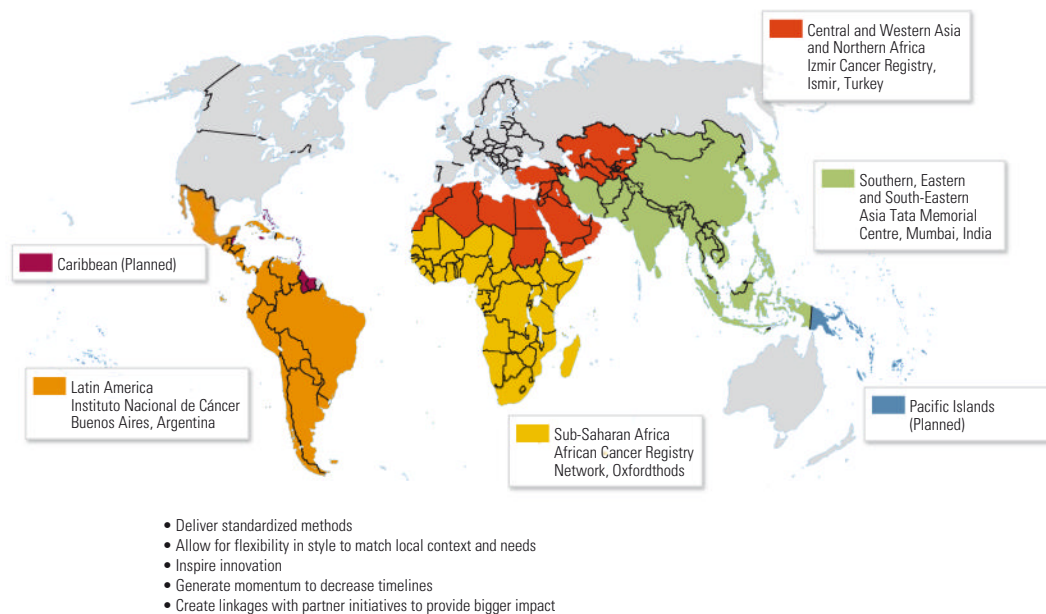 Central and Western Asia
and Northern Africa
Izmir Cancer Registry,
Ismir, Turkey
Southern, Eastern
and South-Eastern
Asia Tata Memorial
Centre, Mumbai, India
Caribbean (Planned)
Latin America
Instituto Nacional de Cáncer
Buenos Aires, Argentina
Pacific Islands
(Planned)
Sub-Saharan Africa
African Cancer Registry
Network, Oxfordthods
• Deliver standardized methods
• Allow for flexibility in style to match local context and needs
• Inspire innovation
• Generate momentum to decrease timelines
• Create linkages with partner initiatives to provide bigger impact